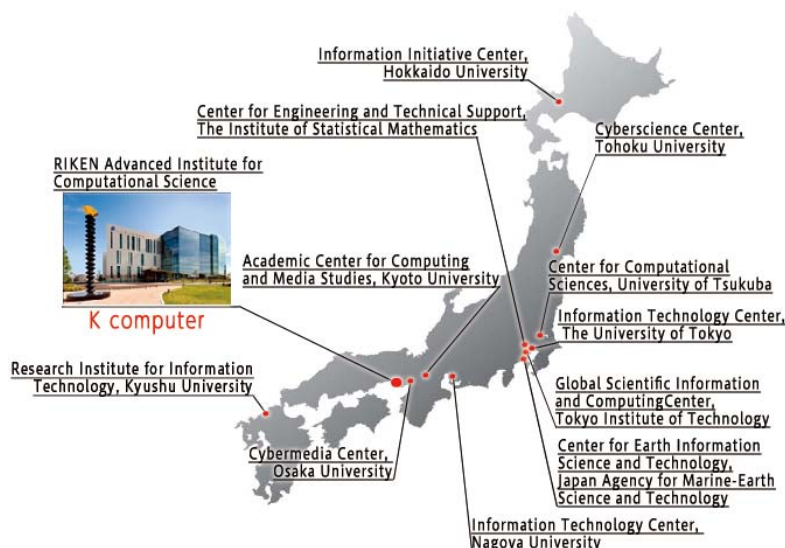 Information Initiative Center,
Hokkaido University
Center for Engineering and Technical Support,
The Institute of Statistical Mathematics
Cyberscience Center,
Tohoku University
RIKEN Advanced Institute for
Computational Science
K computer
Academic Center for Computing
and Media Studies, Kyoto University
Center for Computational
Sciences, University of Tsukuba
Information Technology Center,
The University of Tokyo
Research Institute for Information
Technology, Kyushu University
Global Scientific Information
and ComputingCenter,
Tokyo Institute of Technology
Cybermedia Center,
Osaka University
Center for Earth Information
Science and Technology,
Japan Agency for Marine-Earth
Science and Technology
Information Technology Center,
Nagoya University